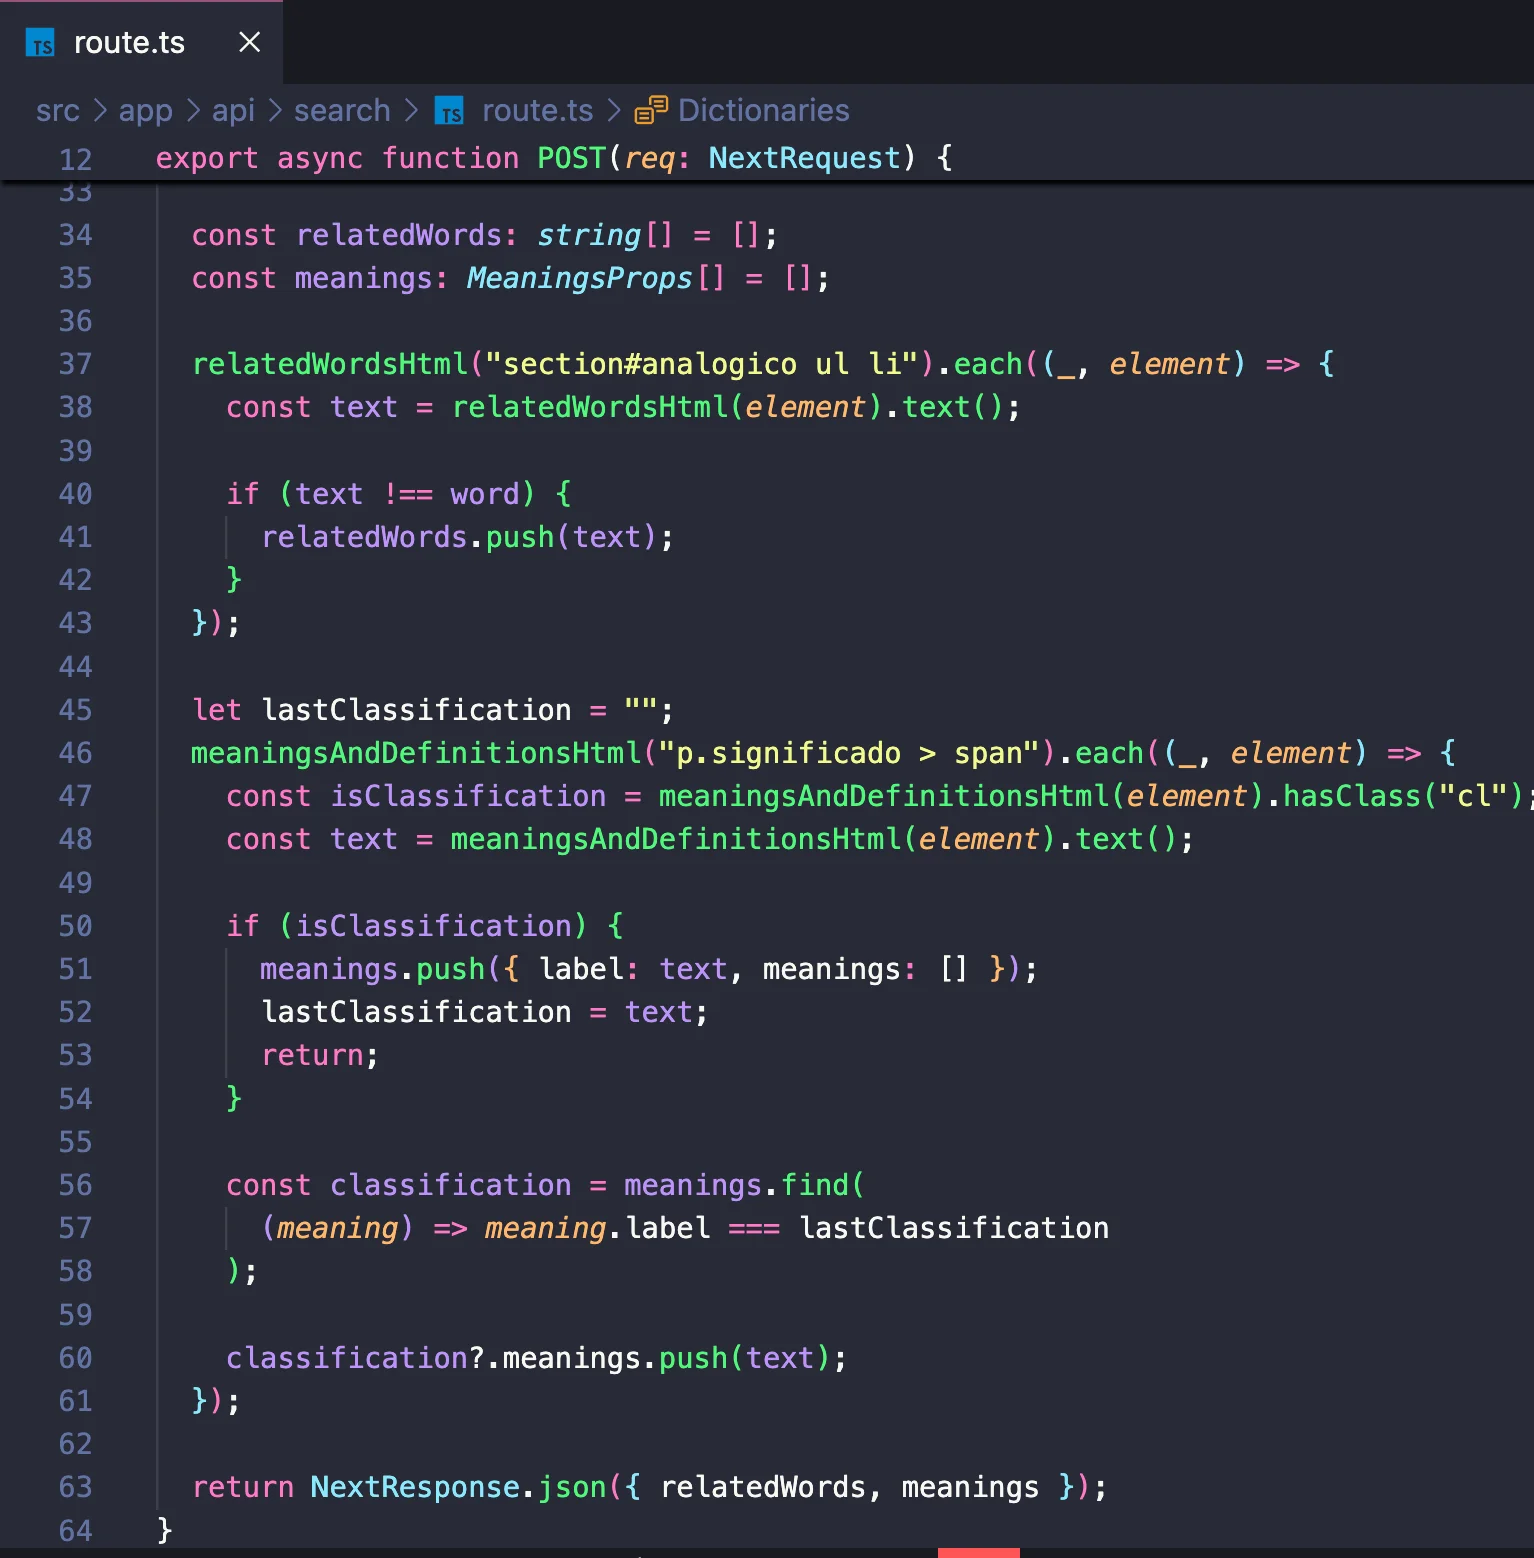 TS route.ts ×
src > app > api > search > TS route.ts > Dictionaries
12 export async function POST(req: NextRequest) {
33
34 const relatedWords: string[] = [];
35 const meanings: MeaningsProps[] = [];
36
37 relatedWordsHtml("section#analogico ul li").each((_, element) => {
38 const text = relatedWordsHtml(element).text();
39
40 if (text !== word) {
41 relatedWords.push(text);
42 }
43 });
44
45 let lastClassification = "";
46 meaningsAndDefinitionsHtml("p.significado > span").each((_, element) => {
47 const isClassification = meaningsAndDefinitionsHtml(element).hasClass("cl");
48 const text = meaningsAndDefinitionsHtml(element).text();
49
50 if (isClassification) {
51 meanings.push({ label: text, meanings: [] });
52 lastClassification = text;
53 return;
54 }
55
56 const classification = meanings.find(
57 (meaning) => meaning.label === lastClassification
58 );
59
60 classification?.meanings.push(text);
61 });
62
63 return NextResponse.json({ relatedWords, meanings });
64 }